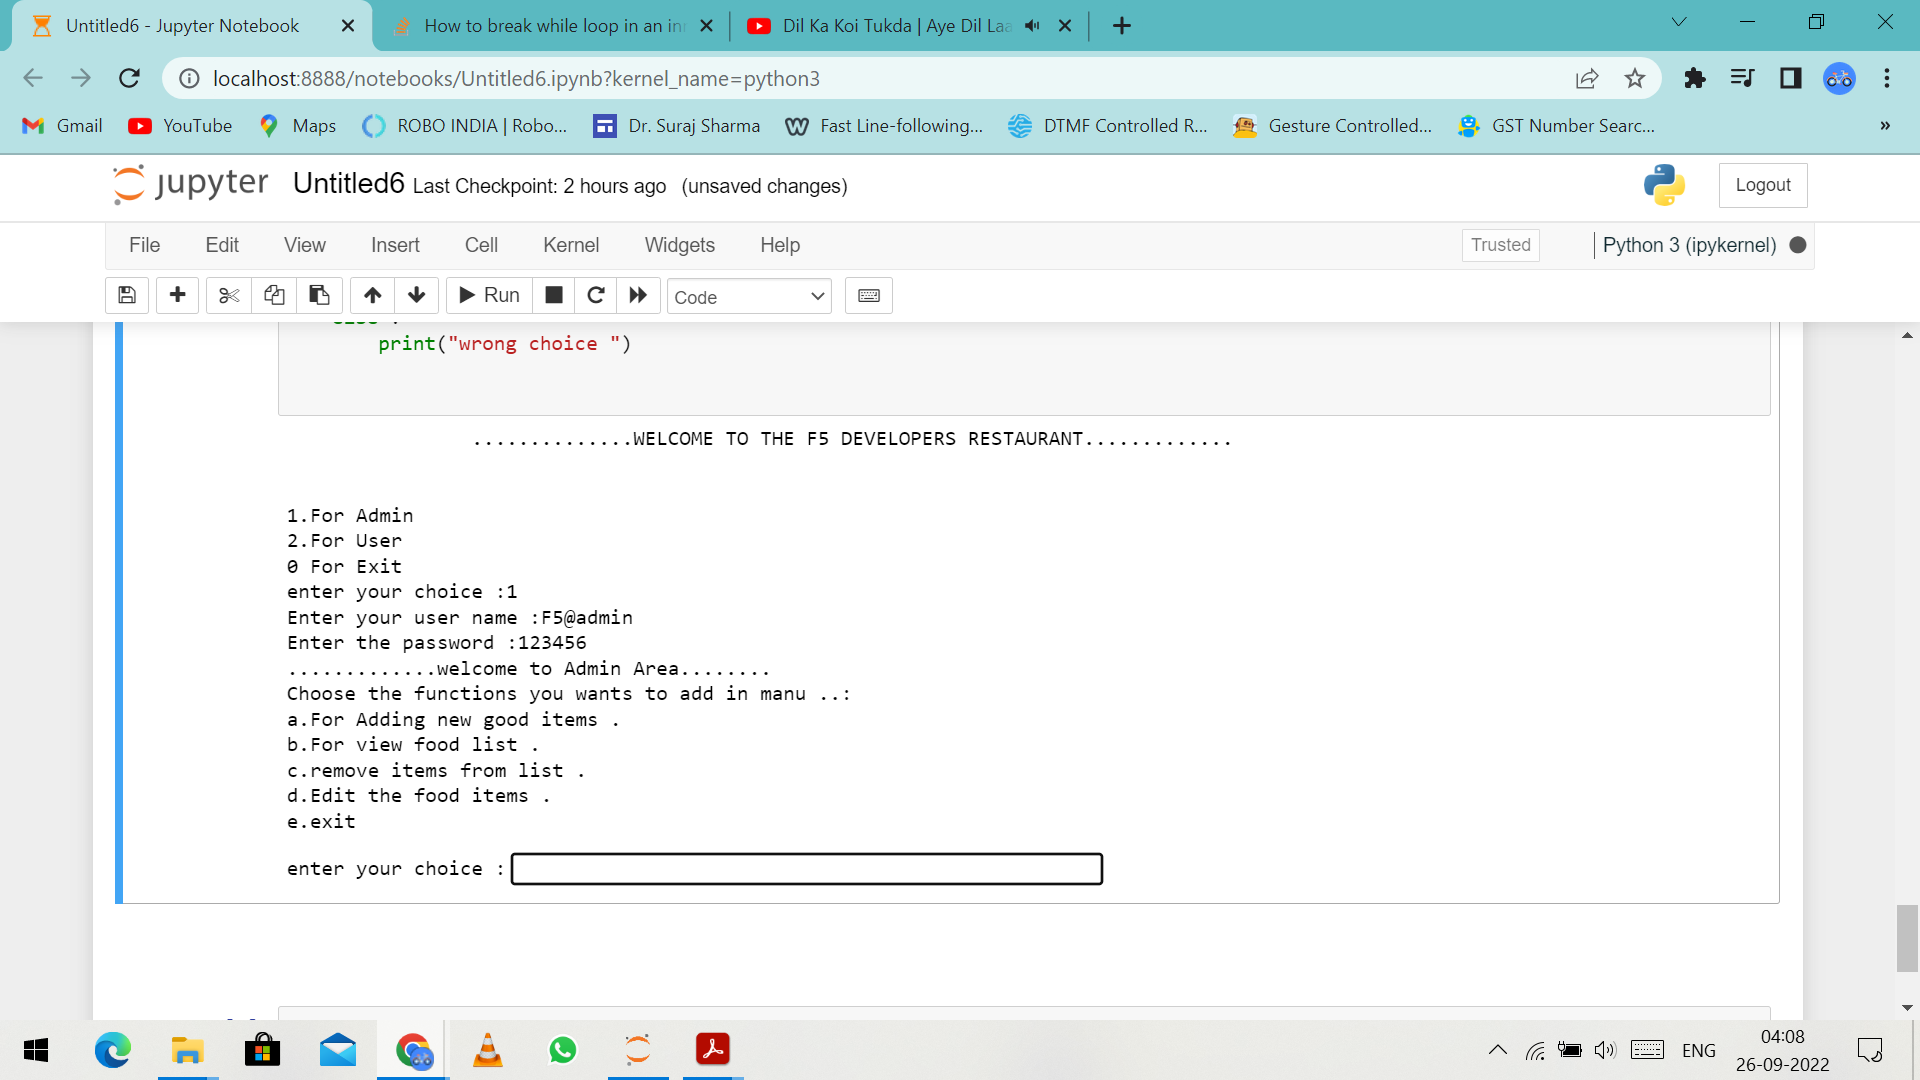 Untitled6 - Jupyter Notebook
How to break while loop in an in
Dil Ka Koi Tukda | Aye Dil Laa
localhost:8888/notebooks/Untitled6.ipynb?kernel_name=python3
Gmail YouTube Maps ROBO INDIA | Robo... Dr. Suraj Sharma Fast Line-following... DTMF Controlled R... Gesture Controlled... GST Number Searc... »
jupyter Untitled6 Last Checkpoint: 2 hours ago (unsaved changes)
Logout
File Edit View Insert Cell Kernel Widgets Help
Trusted
Python 3 (ipykernel)
Run
Code
print("wrong choice ")
..............WELCOME TO THE F5 DEVELOPERS RESTAURANT.............
1.For Admin
2.For User
0 For Exit
enter your choice :1
Enter your user name :F5@admin
Enter the password :123456
.............welcome to Admin Area........
Choose the functions you wants to add in manu ..:
a.For Adding new good items .
b.For view food list .
c.remove items from list .
d.Edit the food items .
e.exit
enter your choice :
ENG
04:08
26-09-2022